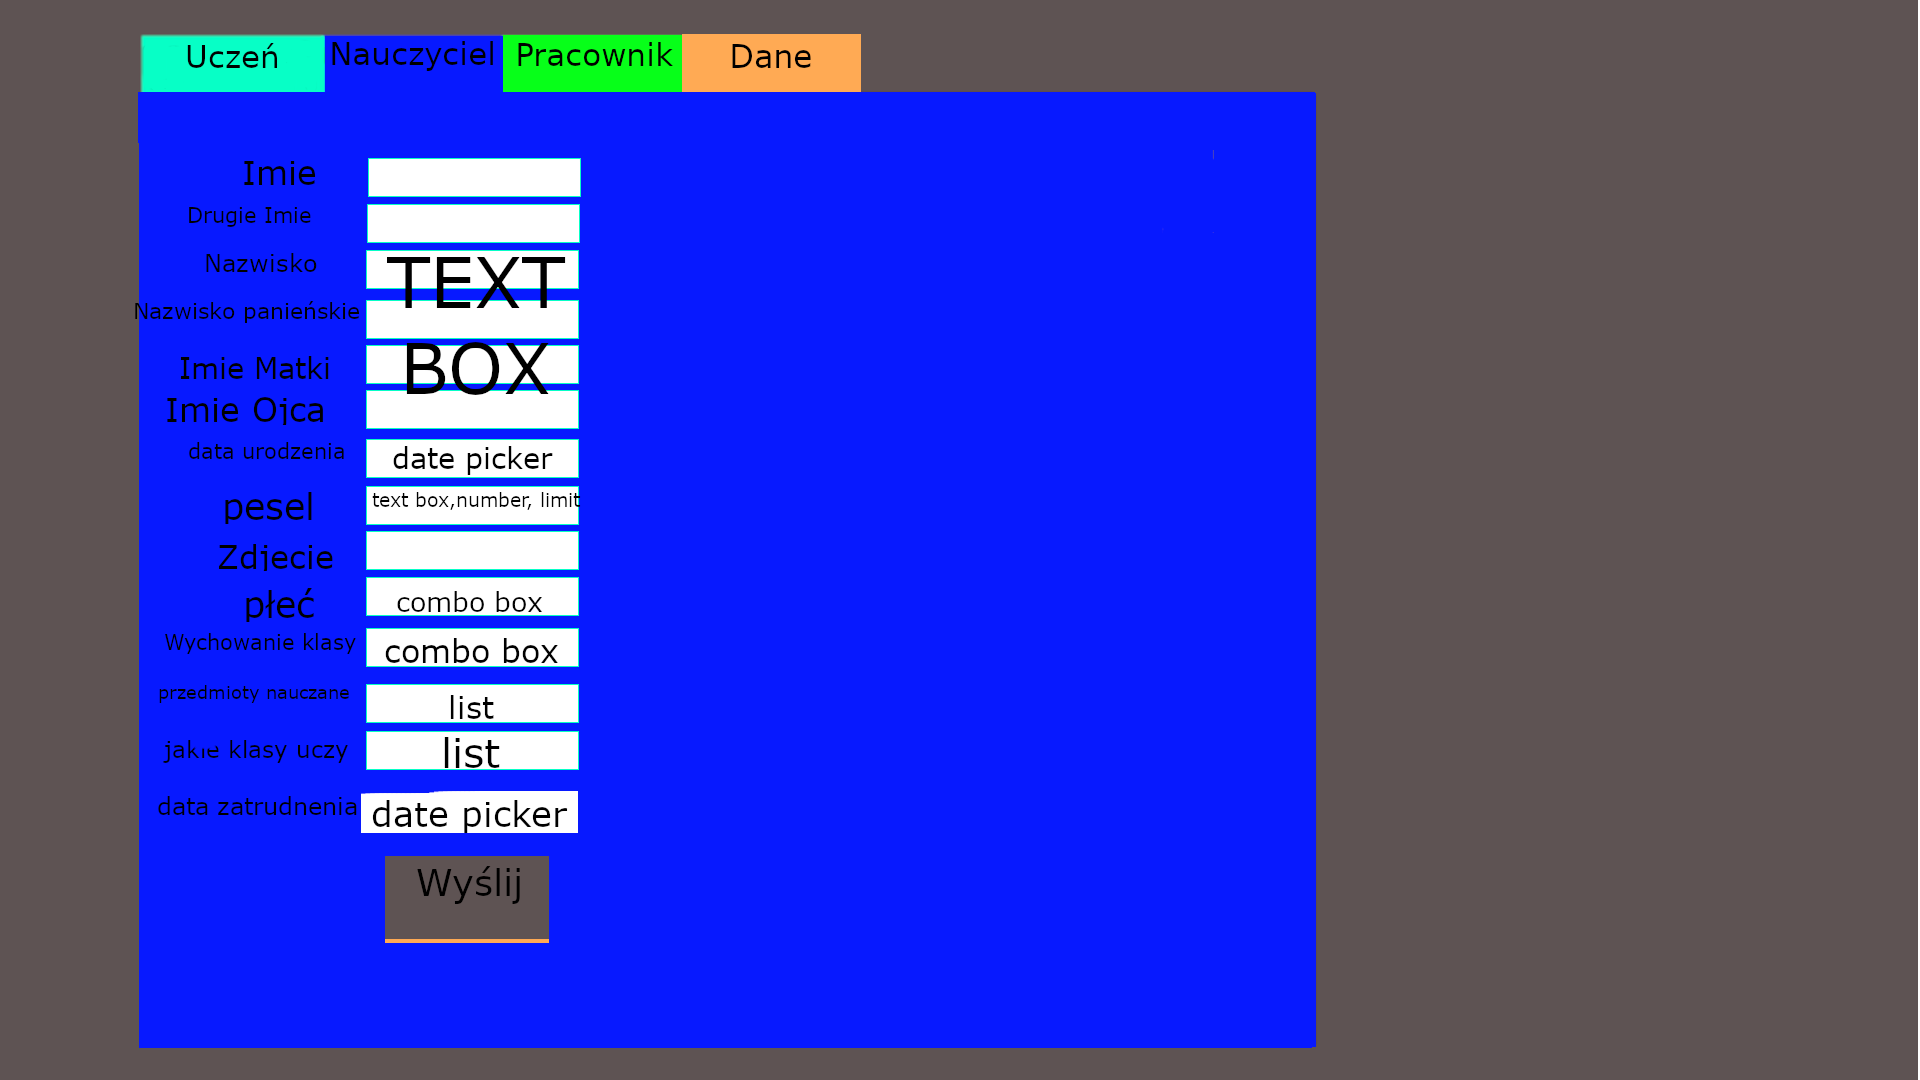 Uczeń Nauczyciel Pracownik Dane
Imie
Drugie Imie
Nazwisko
TEXT
Nazwisko panieńskie
Imie Matki
BOX
Imie Ojca
data urodzenia date picker
pesel text box,number, limit
Zdjecie
płeć combo box
Wychowanie klasy combo box
przedmioty nauczane list
jakie klasy uczy list
data zatrudnenia date picker
Wyślij